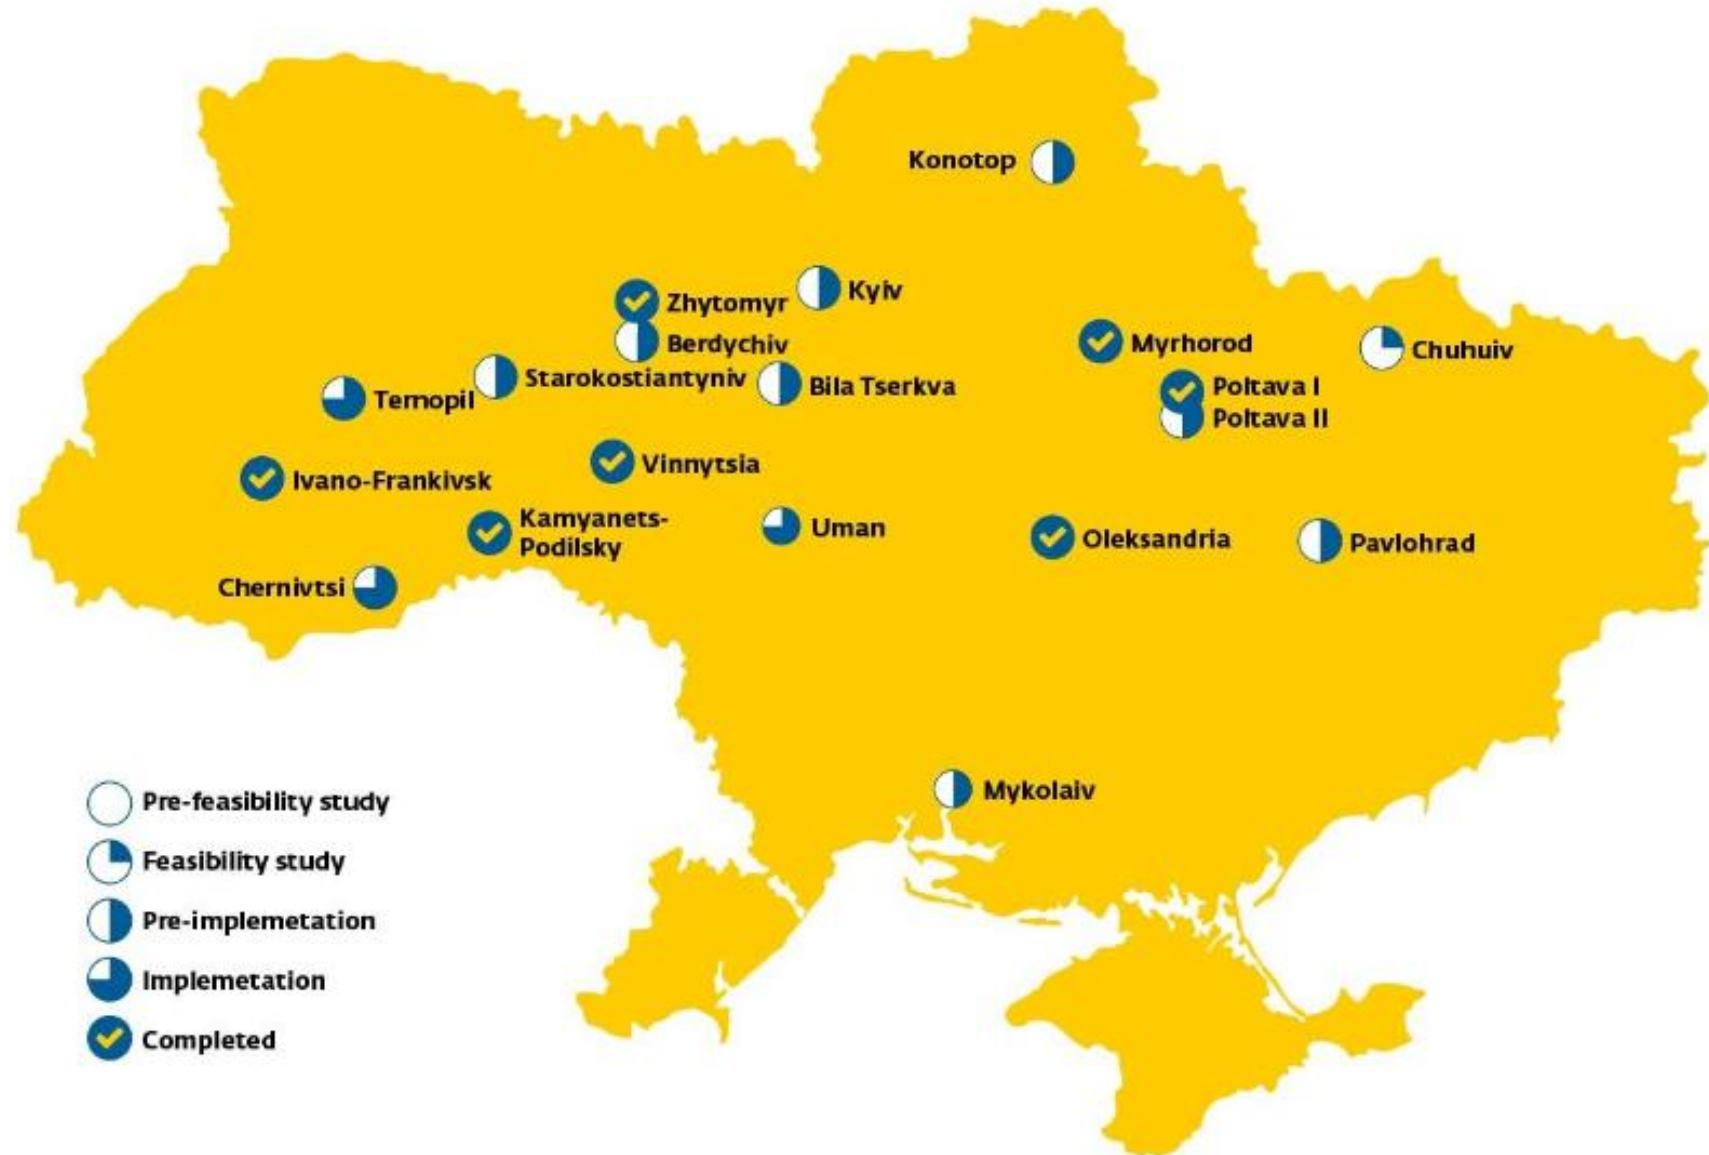 Konotop
Kyiv
Zhytomyr
Berdychiv
Myrhorod
Chuhuiv
Starokostiantyniv
Bila Tserkva
Poltava I
Poltava II
Ternopil
Vinnytsia
Ivano-Frankivsk
Kamyanets-
Podilsky
Uman
Oleksandria
Pavlohrad
Chernivtsi
Mykolaiv
Pre-feasibility study
Feasibility study
Pre-implemetation
Implemetation
Completed